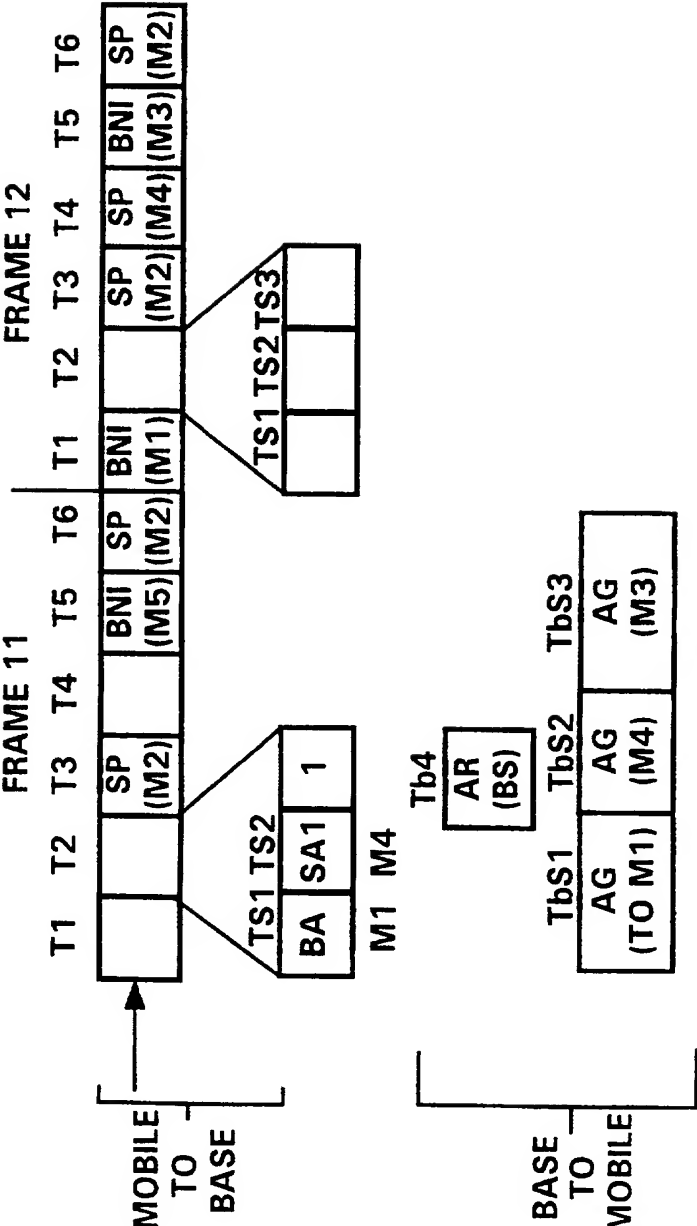 FRAME 11
FRAME 12
T1 T2 T3 T4 T5 T6 T1 T2 T3 T4 T5 T6
SP
(M2)
BNI
(M5)
SP
(M2)
BNI
(M1)
SP
(M2)
SP
(M4)
BNI
(M3)
SP
(M2)
MOBILE
TO
BASE
TS1 TS2
BA SA1 1
M1 M4
TS1 TS2 TS3
Tb4
AR
(BS)
BASE
TO
MOBILE
TbS1 TbS2 TbS3
AG
(TO M1)
AG
(M4)
AG
(M3)